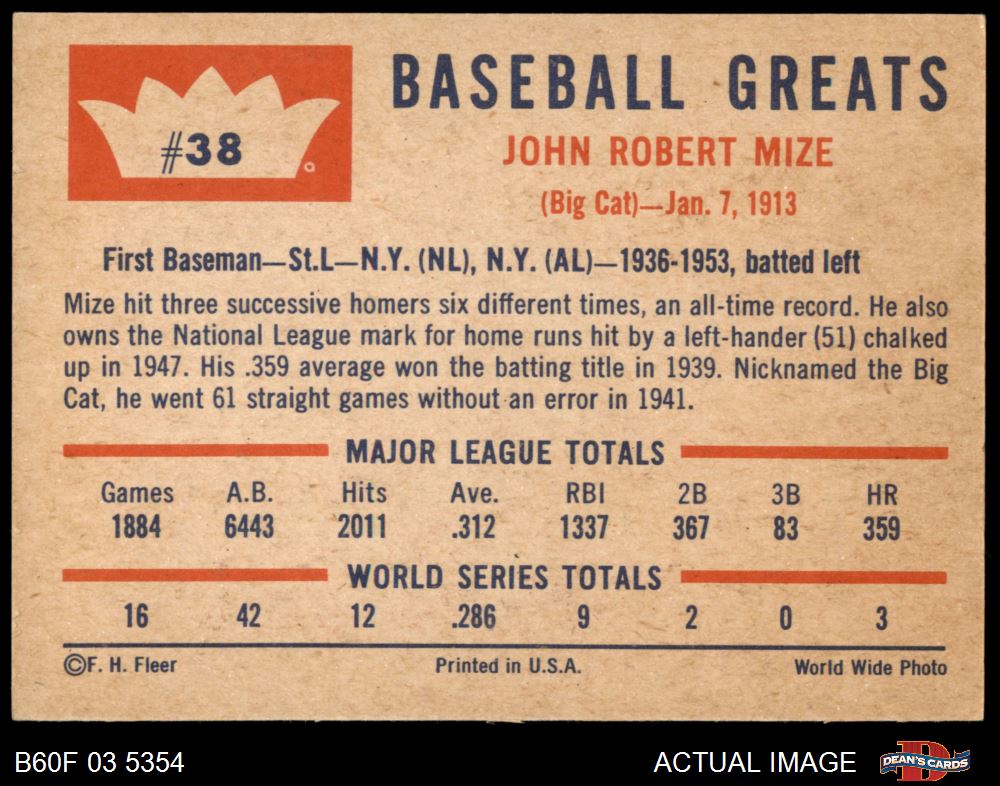 #38
BASEBALL GREATS
JOHN ROBERT MIZE
(Big Cat)—Jan. 7, 1913
First Baseman—St.L—N.Y. (NL), N.Y. (AL)—1936-1953, batted left
Mize hit three successive homers six different times, an all-time record. He also
owns the National League mark for home runs hit by a left-hander (51) chalked
up in 1947. His .359 average won the batting title in 1939. Nicknamed the Big
Cat, he went 61 straight games without an error in 1941.
MAJOR LEAGUE TOTALS
Games A.B. Hits Ave. RBI 2B 3B HR
1884 6443 2011 .312 1337 367 83 359
WORLD SERIES TOTALS
16 42 12 .286 9 2 0 3
©F. H. Fleer Printed in U.S.A. World Wide Photo
B60F 03 5354 ACTUAL IMAGE DEAN'S CARDS